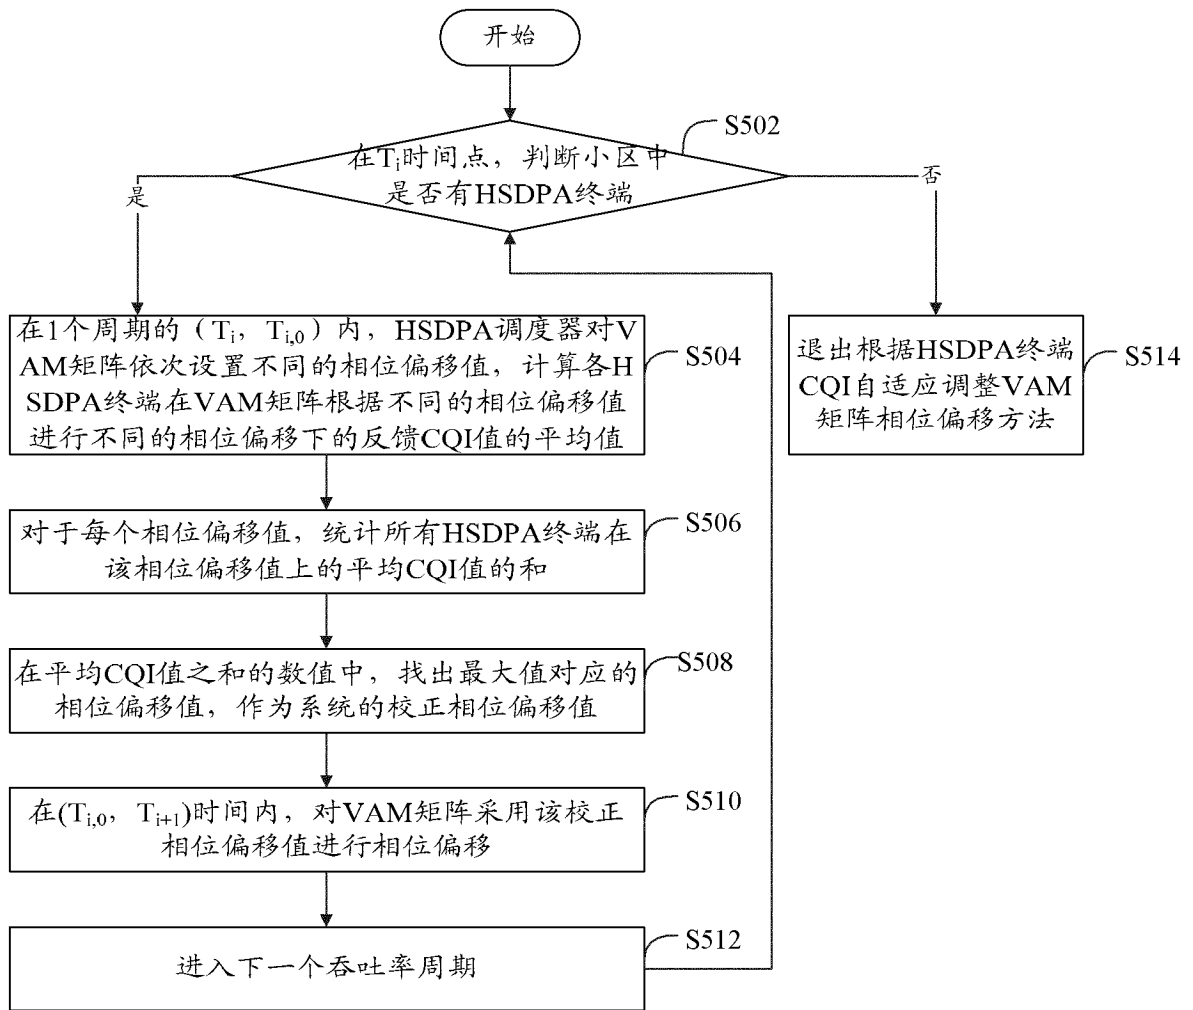 开始
S502
在Ti时间点，判断小区中
是否有HSDPA终端
是
否
在1个周期的（Ti，Ti,0）内，HSDPA调度器对V
AM矩阵依次设置不同的相位偏移值，计算各H
SDPA终端在VAM矩阵根据不同的相位偏移值
进行不同的相位偏移下的反馈CQI值的平均值
S504
退出根据HSDPA终端
CQI自适应调整VAM
矩阵相位偏移方法
S514
对于每个相位偏移值，统计所有HSDPA终端在
该相位偏移值上的平均CQI值的和
S506
在平均CQI值之和的数值中，找出最大值对应的
相位偏移值，作为系统的校正相位偏移值
S508
在(Ti,0，Ti+1)时间内，对VAM矩阵采用该校正
相位偏移值进行相位偏移
S510
进入下一个吞吐率周期
S512